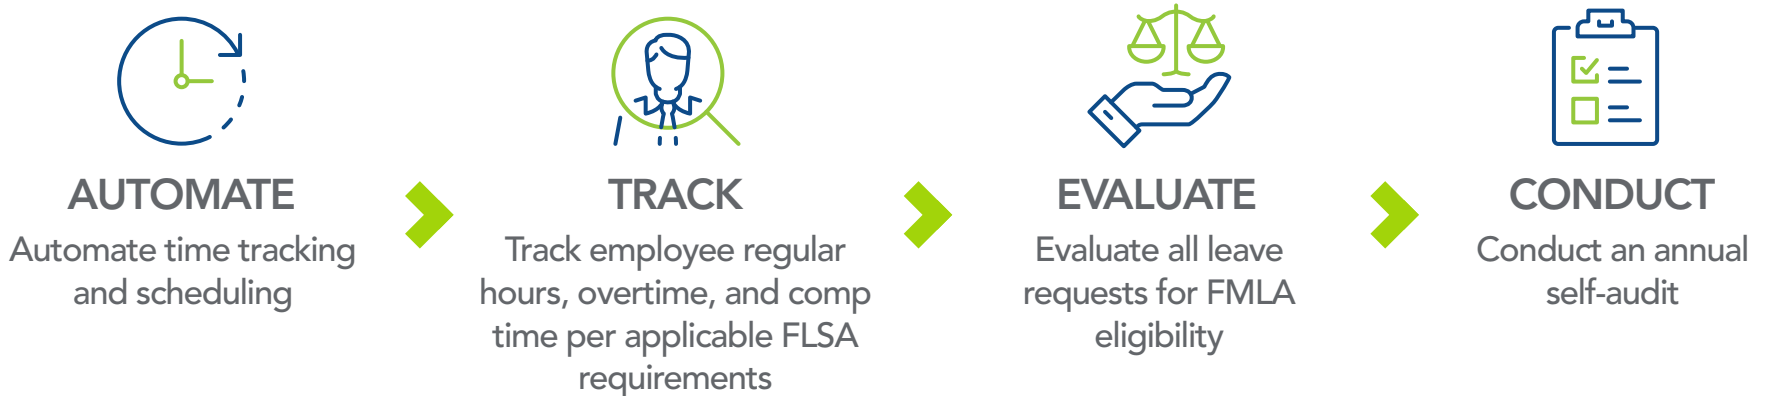 AUTOMATE
Automate time tracking
and scheduling
TRACK
Track employee regular
hours, overtime, and comp
time per applicable FLSA
requirements
EVALUATE
Evaluate all leave
requests for FMLA
eligibility
CONDUCT
Conduct an annual
self-audit